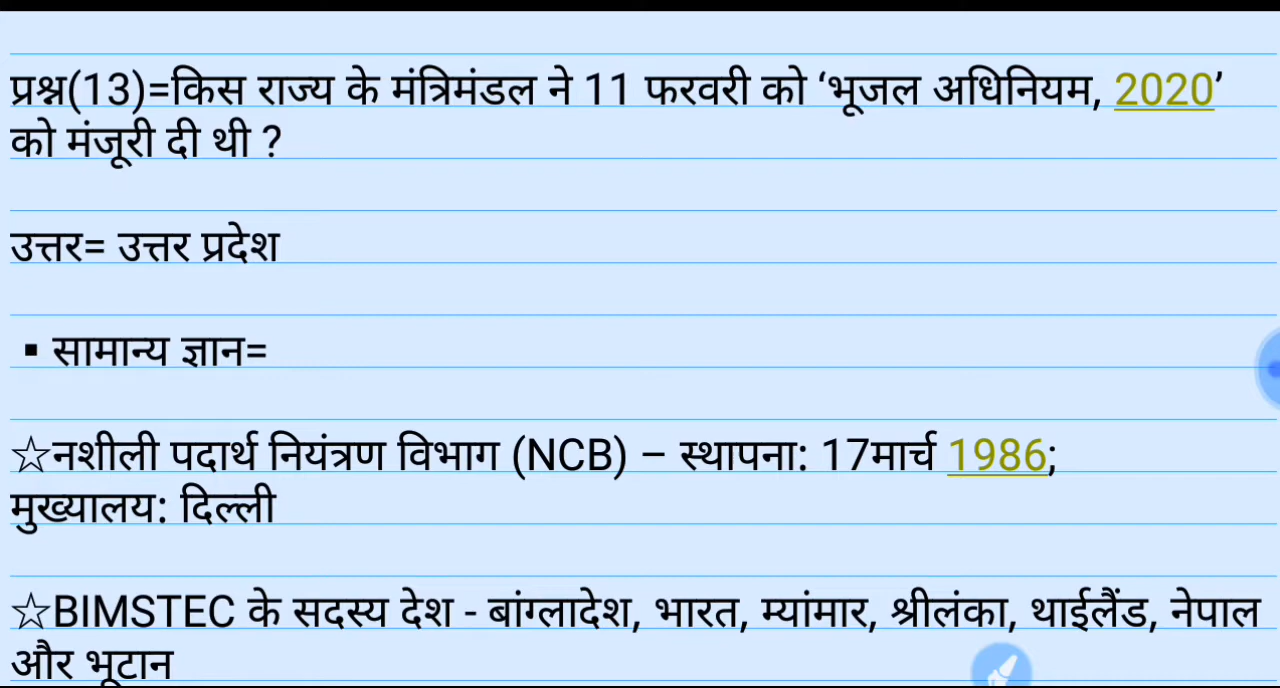 प्रश्न(13)=किस राज्य के मंत्रिमंडल ने 11 फरवरी को ‘भूजल अधिनियम, 2020’
को मंजूरी दी थी ?
उत्तर= उत्तर प्रदेश
▪ सामान्य ज्ञान=
☆नशीली पदार्थ नियंत्रण विभाग (NCB) – स्थापना: 17मार्च 1986;
मुख्यालय: दिल्ली
☆BIMSTEC के सदस्य देश - बांग्लादेश, भारत, म्यांमार, श्रीलंका, थाईलैंड, नेपाल
और भूटान